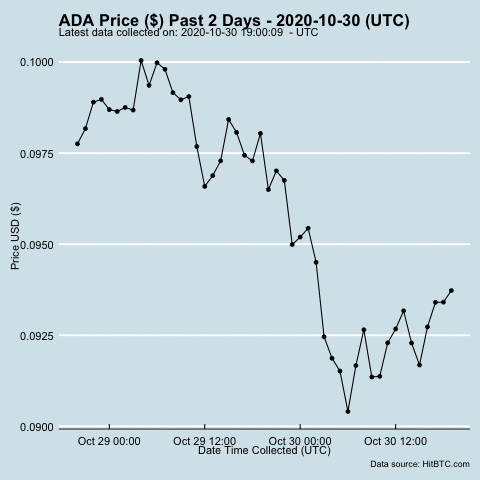 ADA Price ($) Past 2 Days - 2020-10-30 (UTC)
Latest data collected on: 2020-10-30 19:00:09 - UTC
0.1000
0.0975
0.0950
0.0925
0.0900
Price USD ($)
Oct 29 00:00 Oct 29 12:00 Oct 30 00:00 Oct 30 12:00
Date Time Collected (UTC)
Data source: HitBTC.com